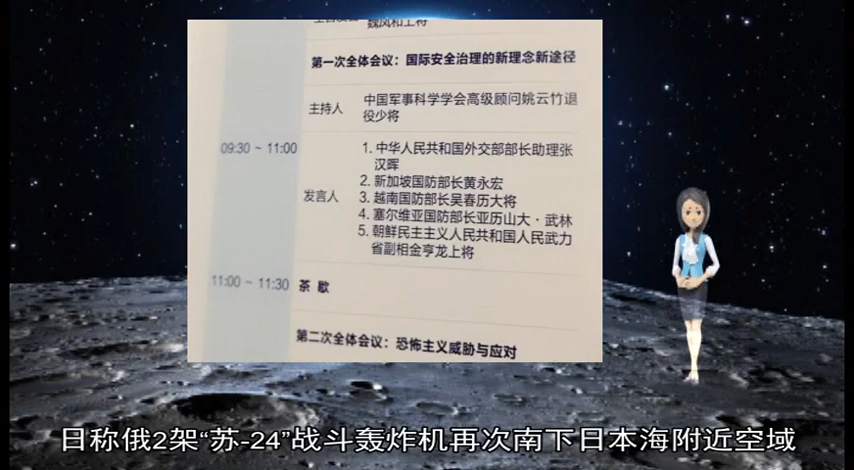 魏凤和上将
第一次全体会议：国际安全治理的新理念新途径
主持人
中国军事科学学会高级顾问姚云竹退
役少将
09:30 ~ 11:00
发言人
1. 中华人民共和国外交部部长助理张
汉晖
2. 新加坡国防部长黄永宏
3. 越南国防部长吴春历大将
4. 塞尔维亚国防部长亚历山大·武林
5. 朝鲜民主主义人民共和国人民武力
省副相金亨龙上将
11:00 ~ 11:30 茶 歇
第二次全体会议：恐怖主义威胁与应对
日称俄2架“苏-24”战斗轰炸机再次南下日本海附近空域